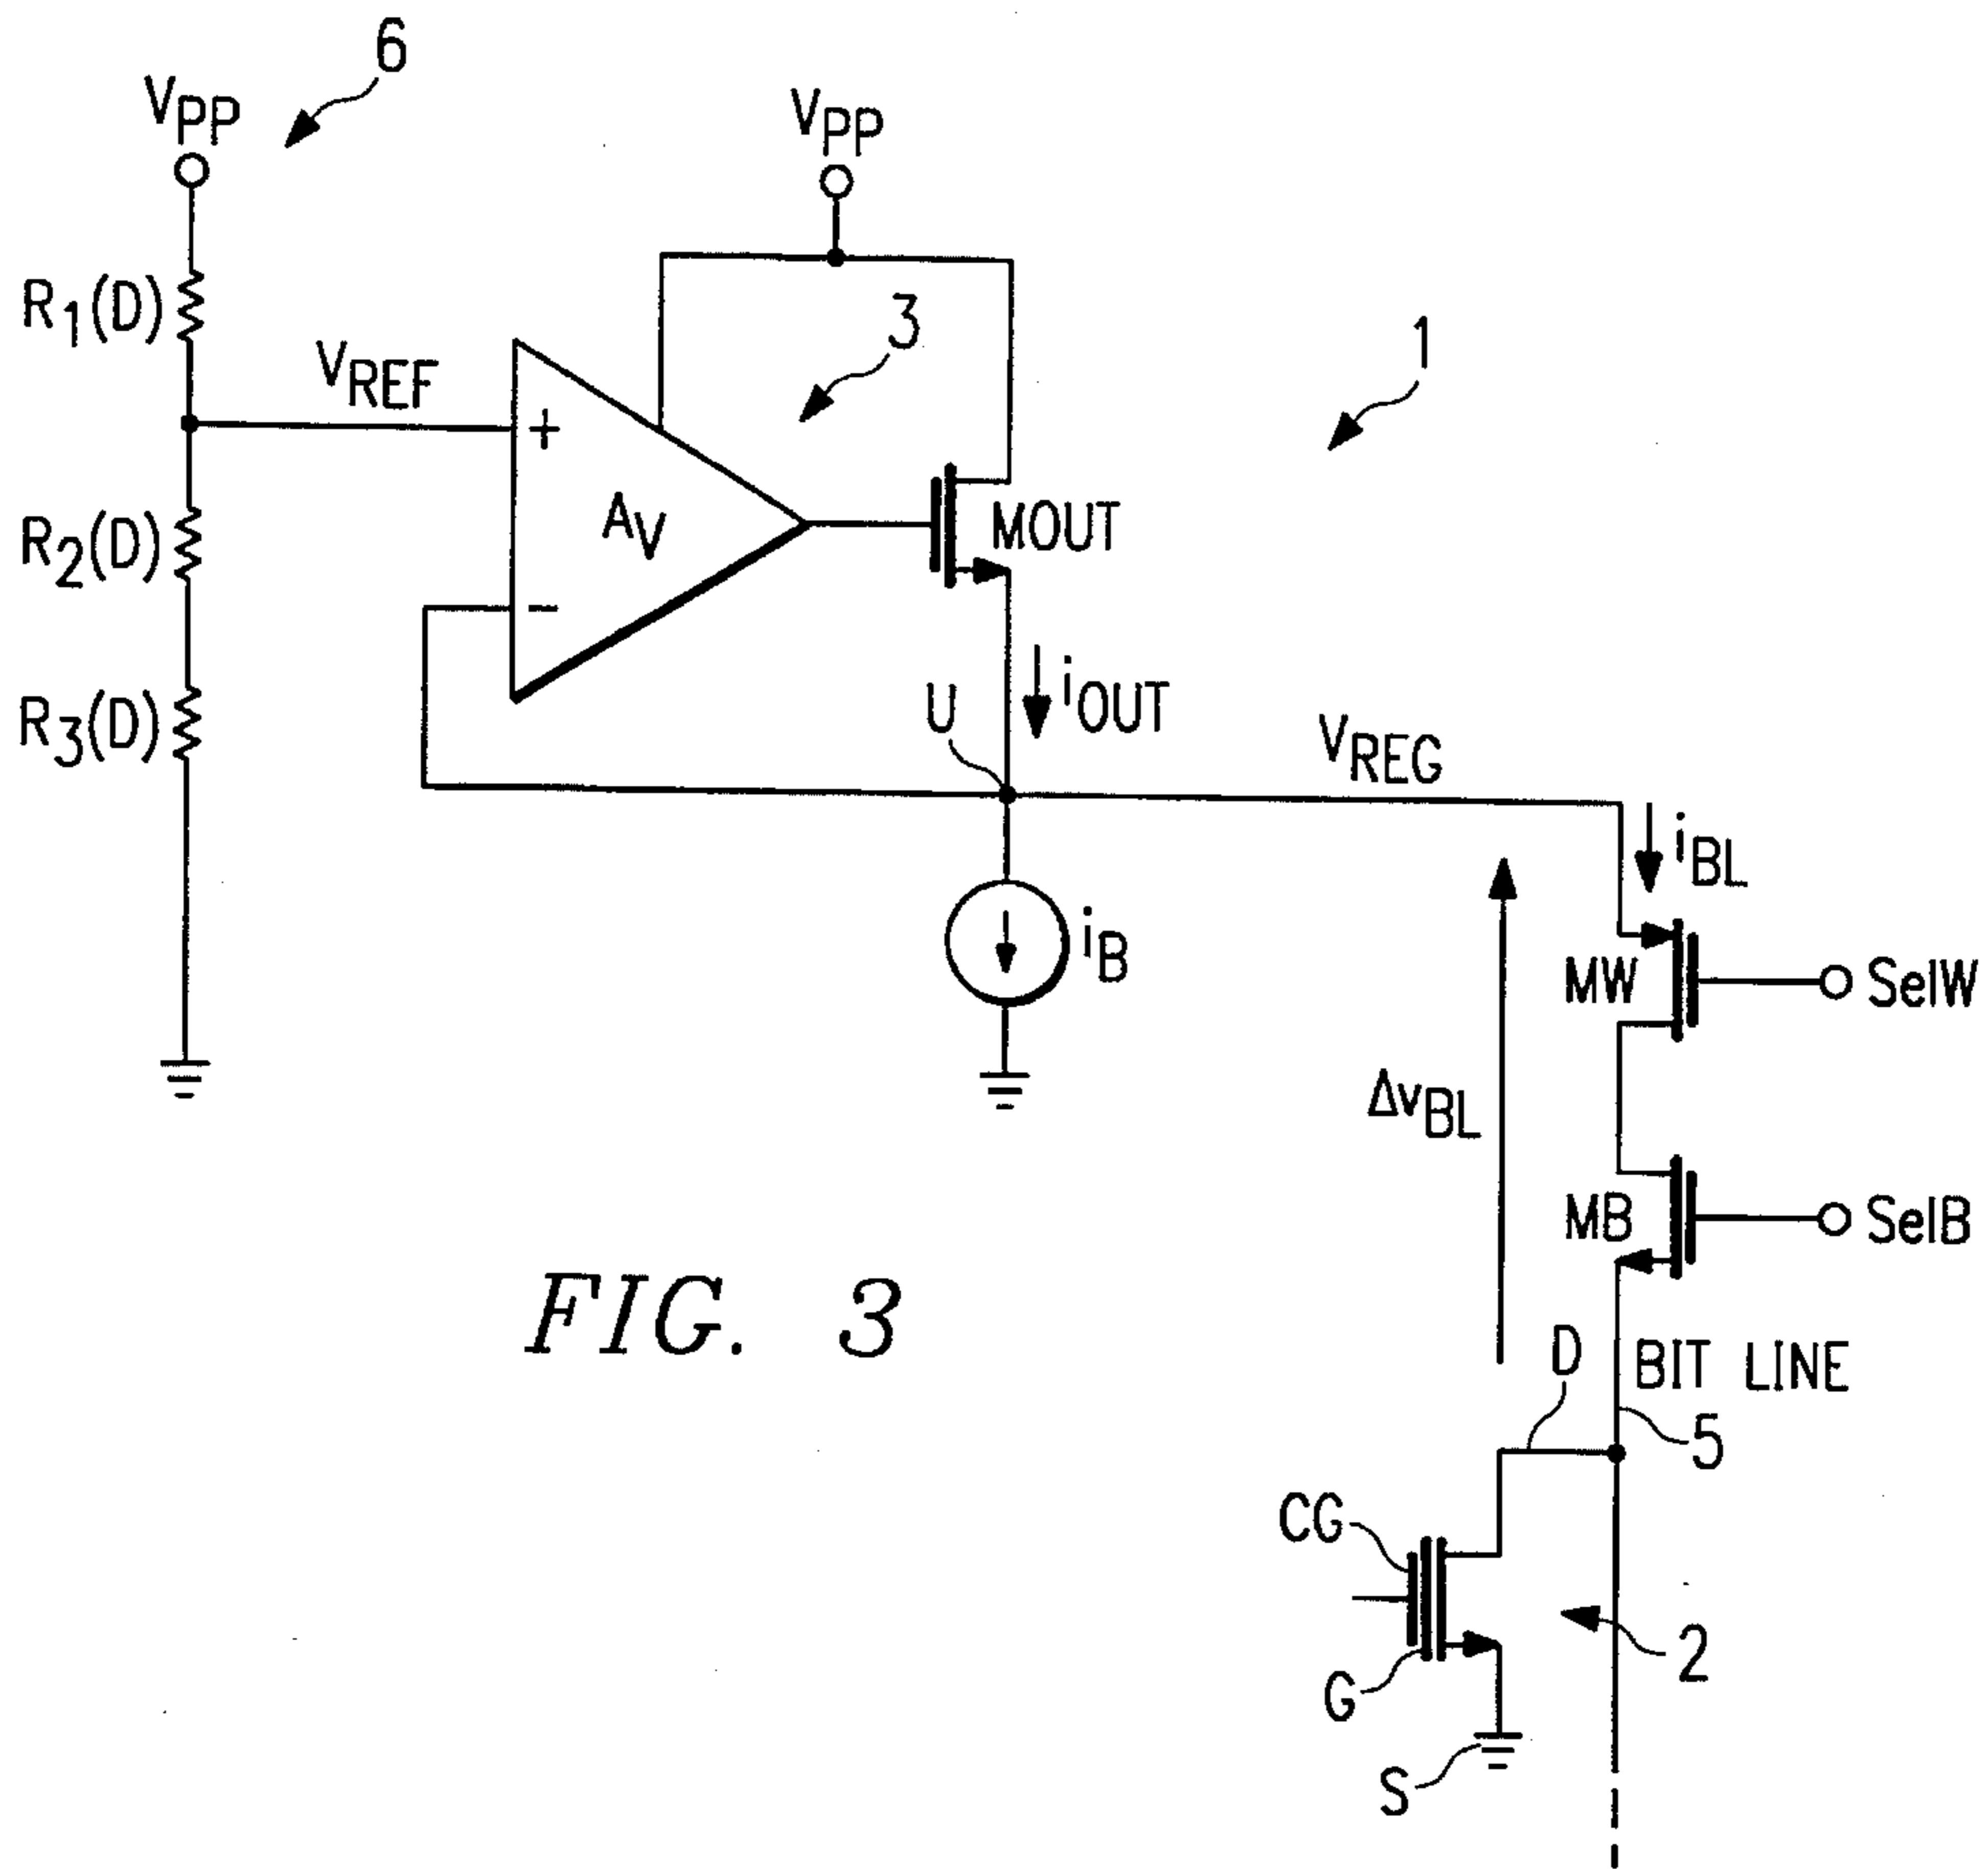 6
VPP
VPP
R1(D)
3
1
VREF
+
AV
MOUT
R2(D)
−
R3(D)
U
iOUT
VREG
iBL
iB
MW
SelW
ΔvBL
MB
SelB
FIG. 3
D
BIT LINE
5
CG
2
G
S